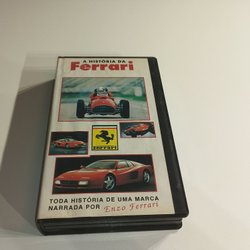 A HISTÓRIA DA
Ferrari
Ferrari
TODA HISTÓRIA DE UMA MARCA
NARRADA POR Enzo Ferrari